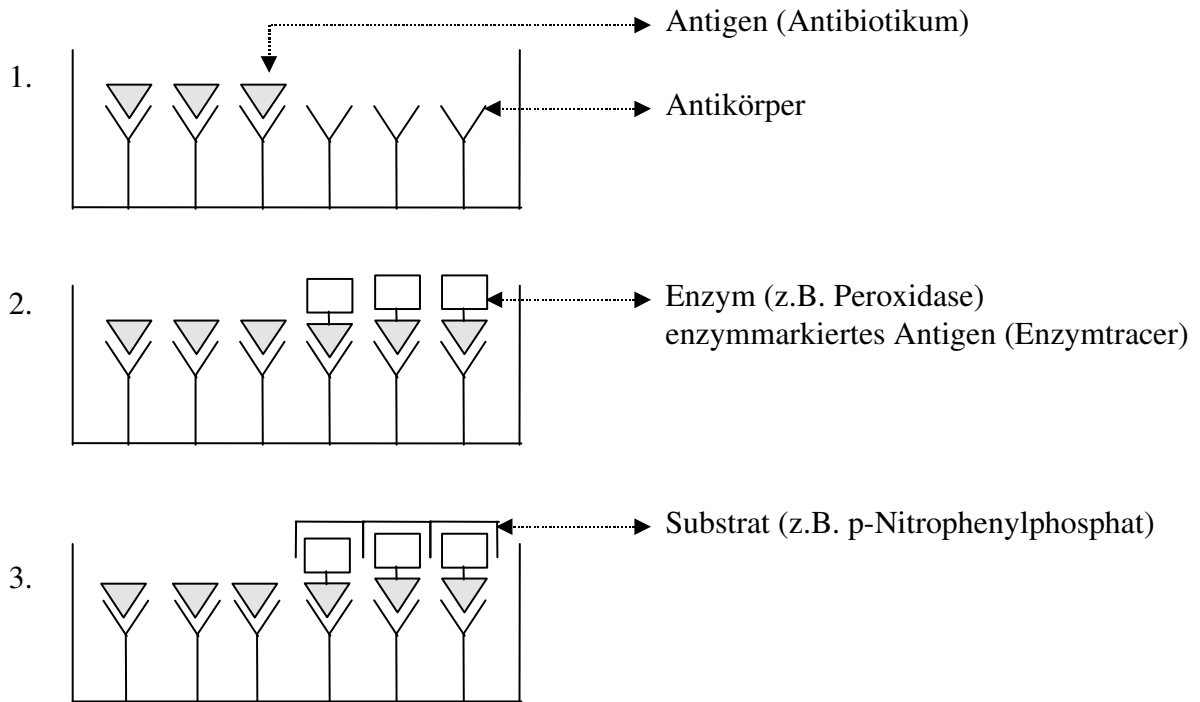 Antigen (Antibiotikum)
1.
Antikörper
2.
Enzym (z.B. Peroxidase)
enzymmarkiertes Antigen (Enzymtracer)
Substrat (z.B. p-Nitrophenylphosphat)
3.